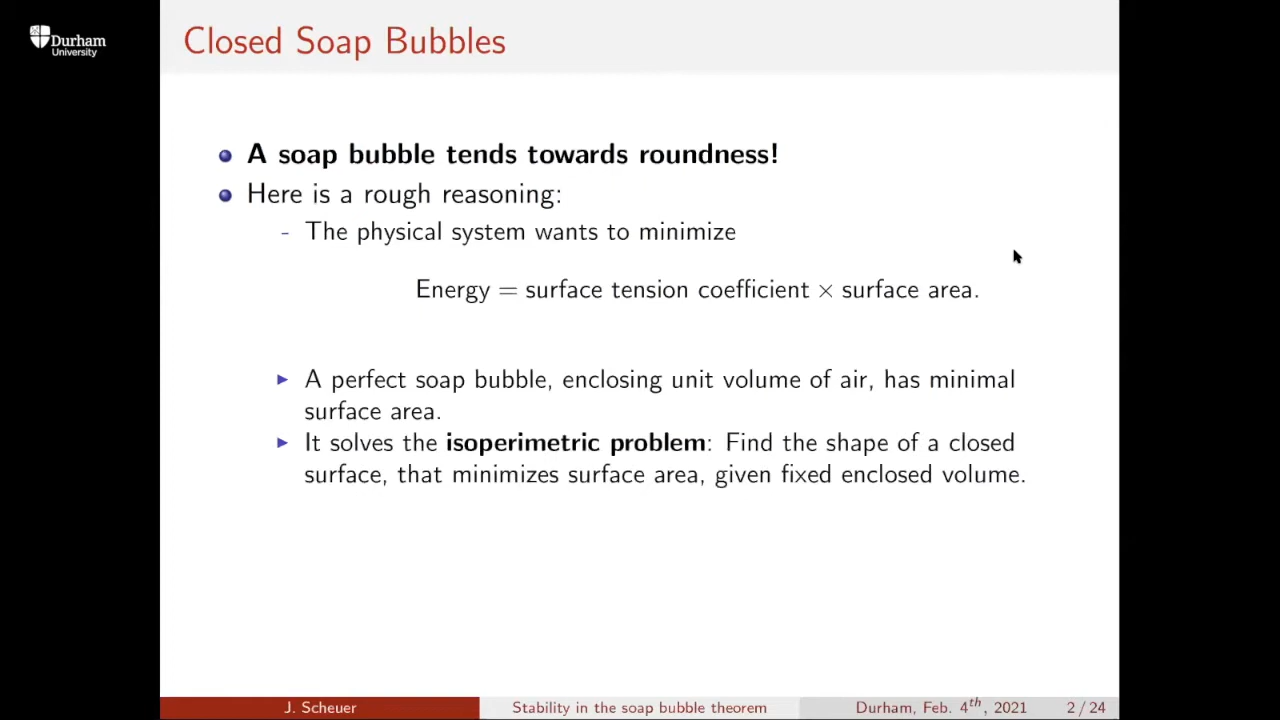 Durham
University
Closed Soap Bubbles
A soap bubble tends towards roundness!
Here is a rough reasoning:
- The physical system wants to minimize
Energy = surface tension coefficient × surface area.
A perfect soap bubble, enclosing unit volume of air, has minimal
surface area.
It solves the isoperimetric problem: Find the shape of a closed
surface, that minimizes surface area, given fixed enclosed volume.
J. Scheuer
Stability in the soap bubble theorem
Durham, Feb. 4th, 2021
2 / 24